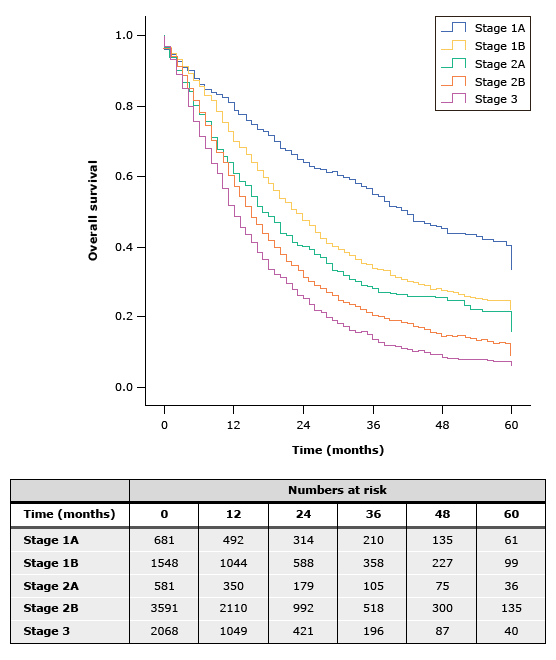 Stage 1A
Stage 1B
Stage 2A
Stage 2B
Stage 3
Overall survival
1.0
0.8
0.6
0.4
0.2
0.0
0 12 24 36 48 60
Time (months)
Numbers at risk
Time (months) 0 12 24 36 48 60
Stage 1A 681 492 314 210 135 61
Stage 1B 1548 1044 588 358 227 99
Stage 2A 581 350 179 105 75 36
Stage 2B 3591 2110 992 518 300 135
Stage 3 2068 1049 421 196 87 40